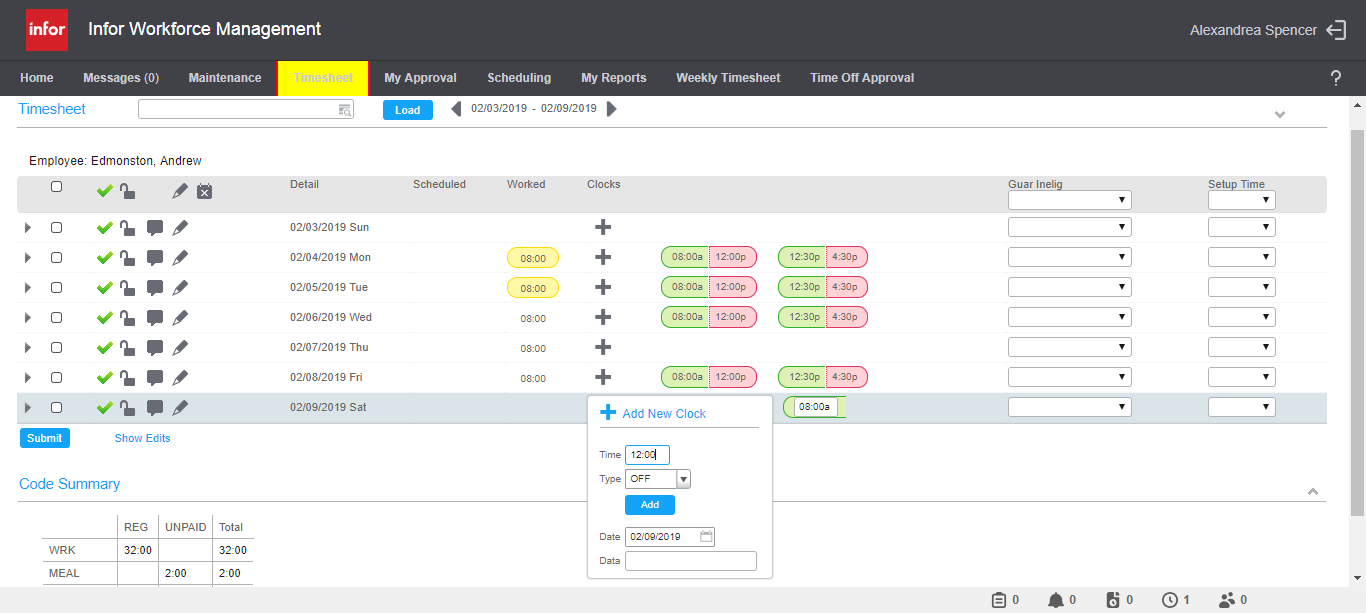 infor Infor Workforce Management Alexandrea Spencer
Home Messages (0) Maintenance Timesheet My Approval Scheduling My Reports Weekly Timesheet Time Off Approval ?
Timesheet Load 02/03/2019 - 02/09/2019
Employee: Edmonston, Andrew
Detail Scheduled Worked Clocks Guar Inelig Setup Time
02/03/2019 Sun
02/04/2019 Mon 08:00 08:00a 12:00p 12:30p 4:30p
02/05/2019 Tue 08:00 08:00a 12:00p 12:30p 4:30p
02/06/2019 Wed 08:00 08:00a 12:00p 12:30p 4:30p
02/07/2019 Thu 08:00
02/08/2019 Fri 08:00 08:00a 12:00p 12:30p 4:30p
02/09/2019 Sat 08:00a
Add New Clock
Time 12:00
Type OFF
Add
Date 02/09/2019
Data
Submit Show Edits
Code Summary
REG UNPAID Total
WRK 32:00 32:00
MEAL 2:00 2:00
0 0 0 1 0